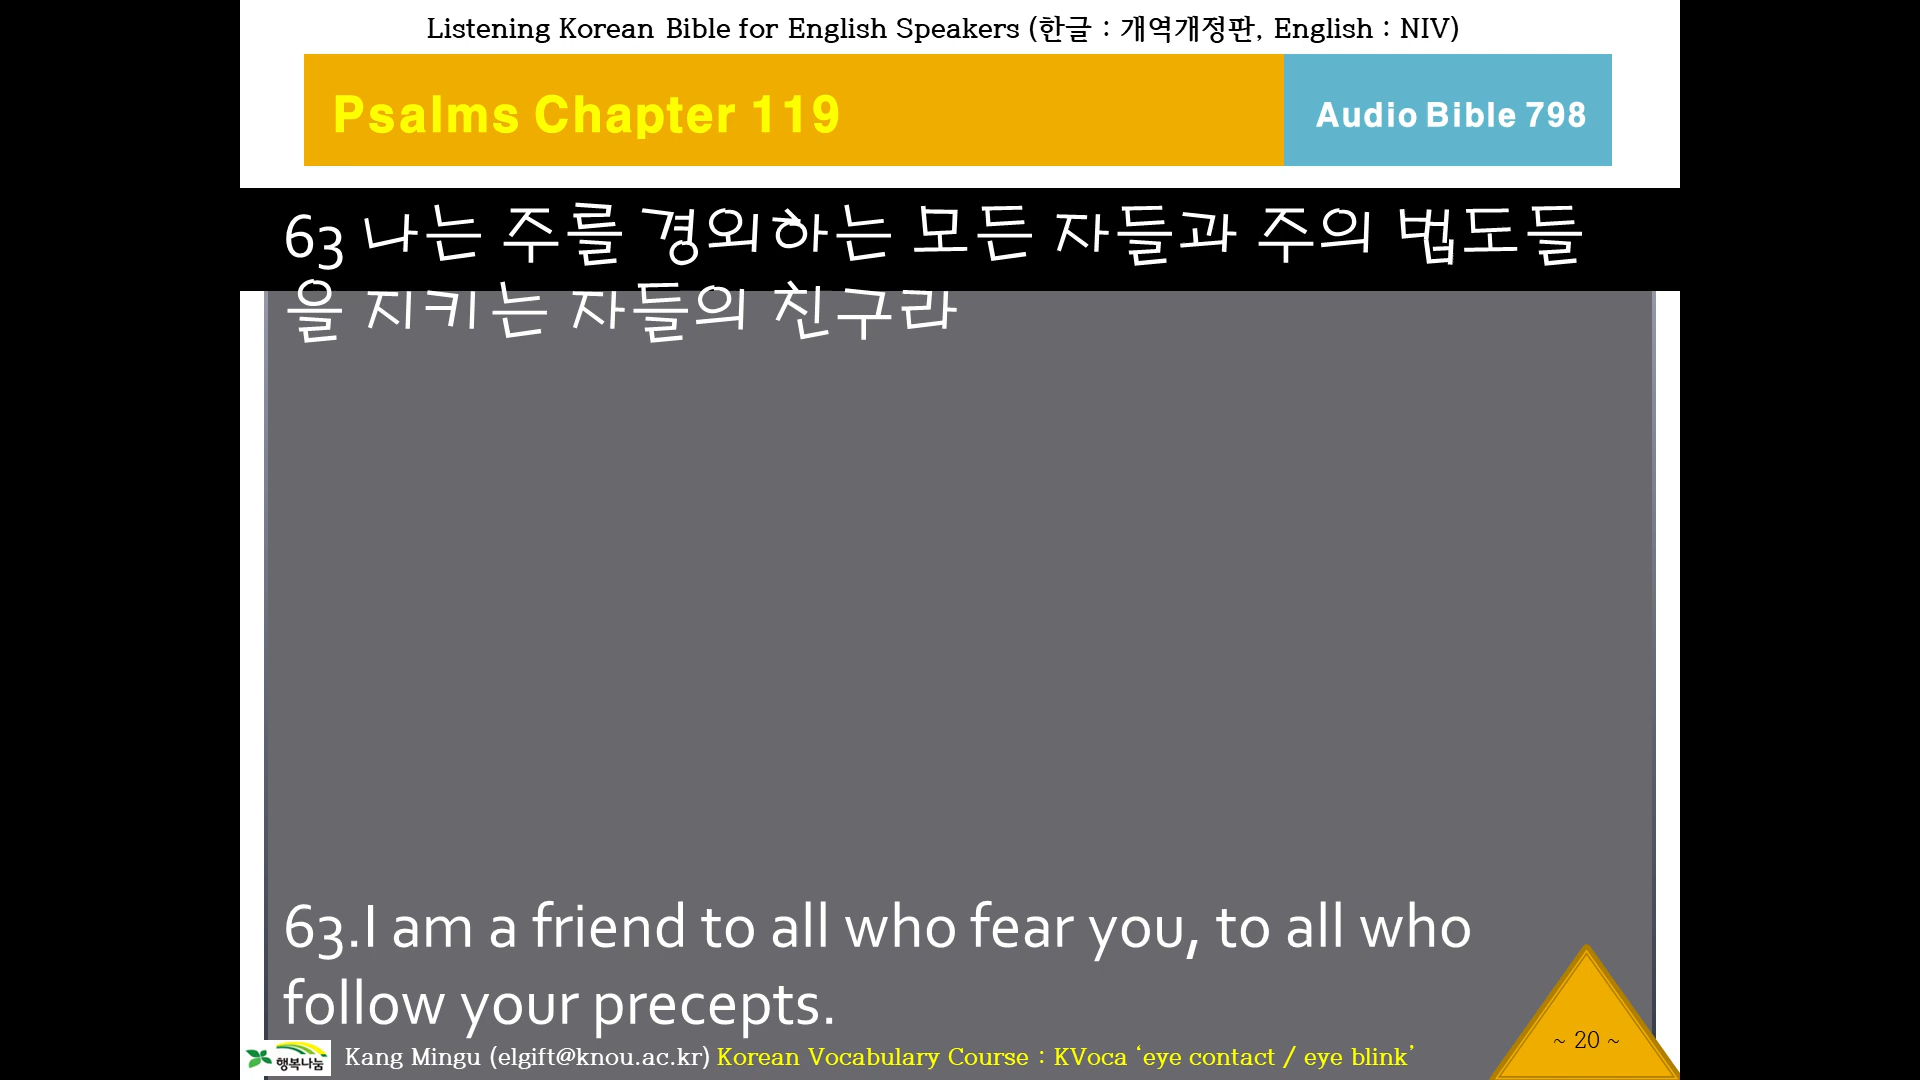 Listening Korean Bible for English Speakers (한글 : 개역개정판, English : NIV)
Psalms Chapter 119
Audio Bible 798
63 나는 주를 경외하는 모든 자들과 주의 법도들
을 지키는 자들의 친구라
63.I am a friend to all who fear you, to all who
follow your precepts.
~ 20 ~
행복나눔
Kang Mingu (elgift@knou.ac.kr) Korean Vocabulary Course : KVoca ‘eye contact / eye blink’